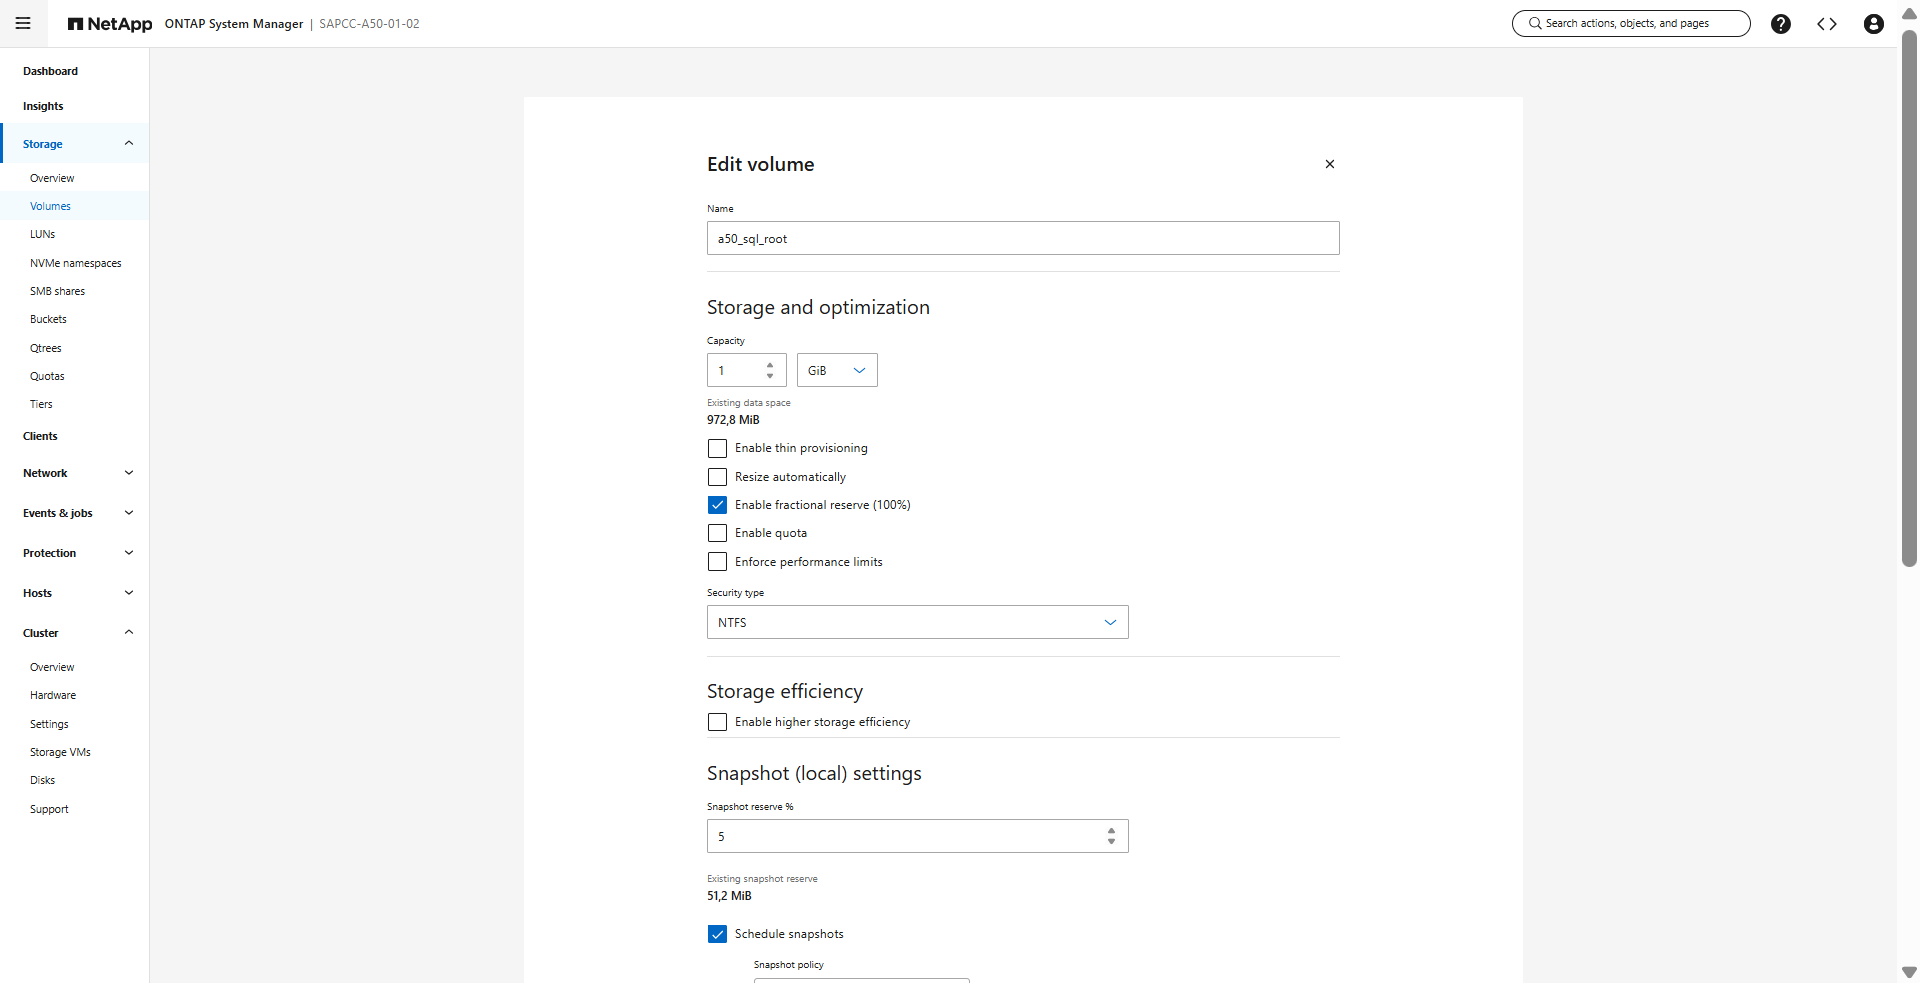 NetApp ONTAP System Manager | SAPCC-A50-01-02
Search actions, objects, and pages
Dashboard
Insights
Storage
Overview
Volumes
LUNs
NVMe namespaces
SMB shares
Buckets
Qtrees
Quotas
Tiers
Clients
Network
Events & jobs
Protection
Hosts
Cluster
Overview
Hardware
Settings
Storage VMs
Disks
Support
Edit volume
Name
a50_sql_root
Storage and optimization
Capacity
1 GiB
Existing data space
972,8 MiB
Enable thin provisioning
Resize automatically
Enable fractional reserve (100%)
Enable quota
Enforce performance limits
Security type
NTFS
Storage efficiency
Enable higher storage efficiency
Snapshot (local) settings
Snapshot reserve %
5
Existing snapshot reserve
51,2 MiB
Schedule snapshots
Snapshot policy